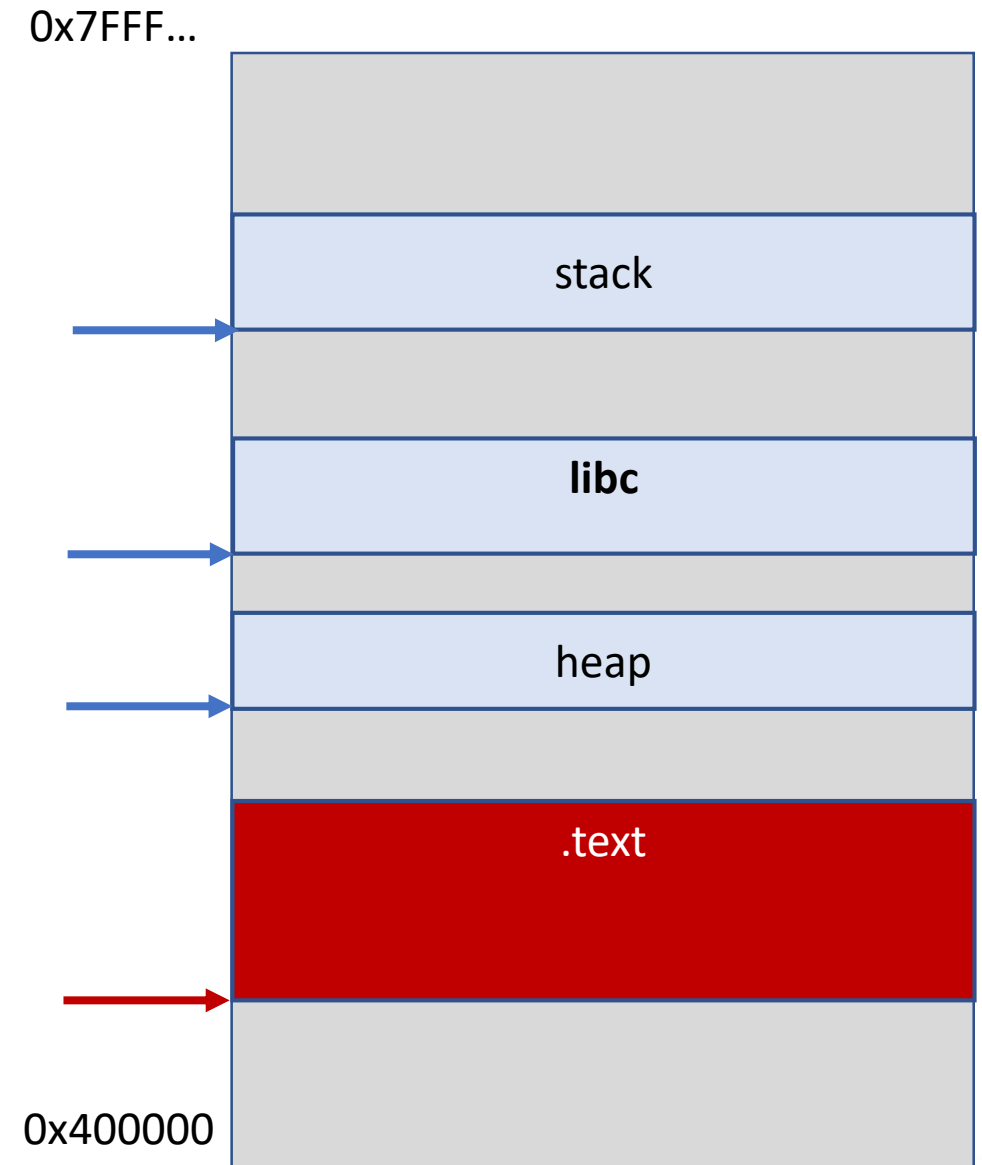 0x7FFF…
stack
libc
heap
.text
0x400000